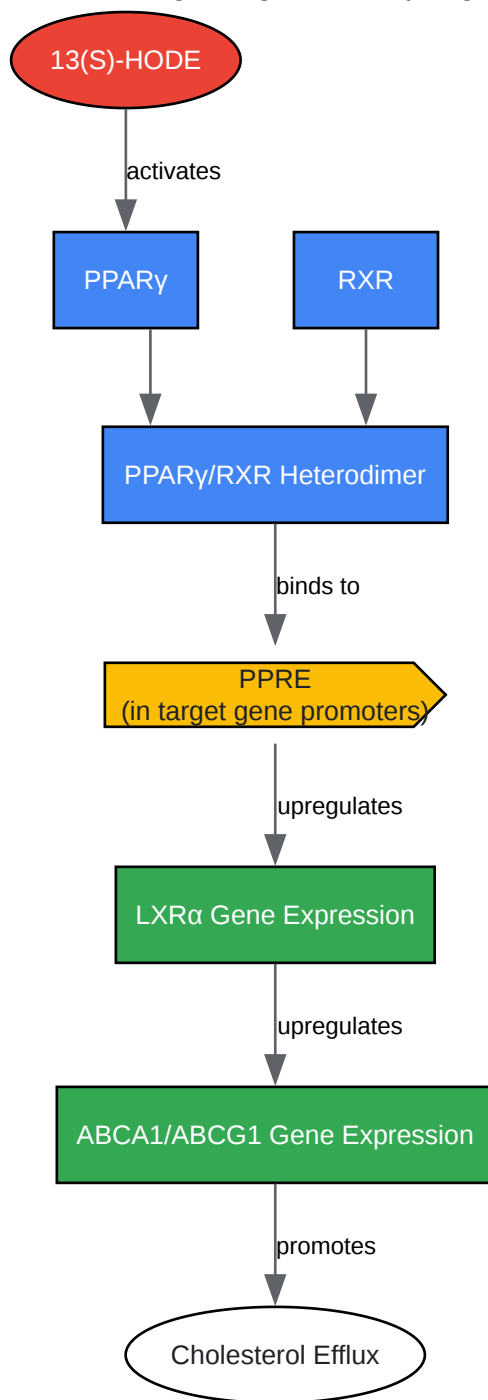 13(S)-HODE
activates
PPARγ
RXR
PPARγ/RXR Heterodimer
binds to
PPRE
(in target gene promoters)
upregulates
LXRα Gene Expression
upregulates
ABCA1/ABCG1 Gene Expression
promotes
Cholesterol Efflux